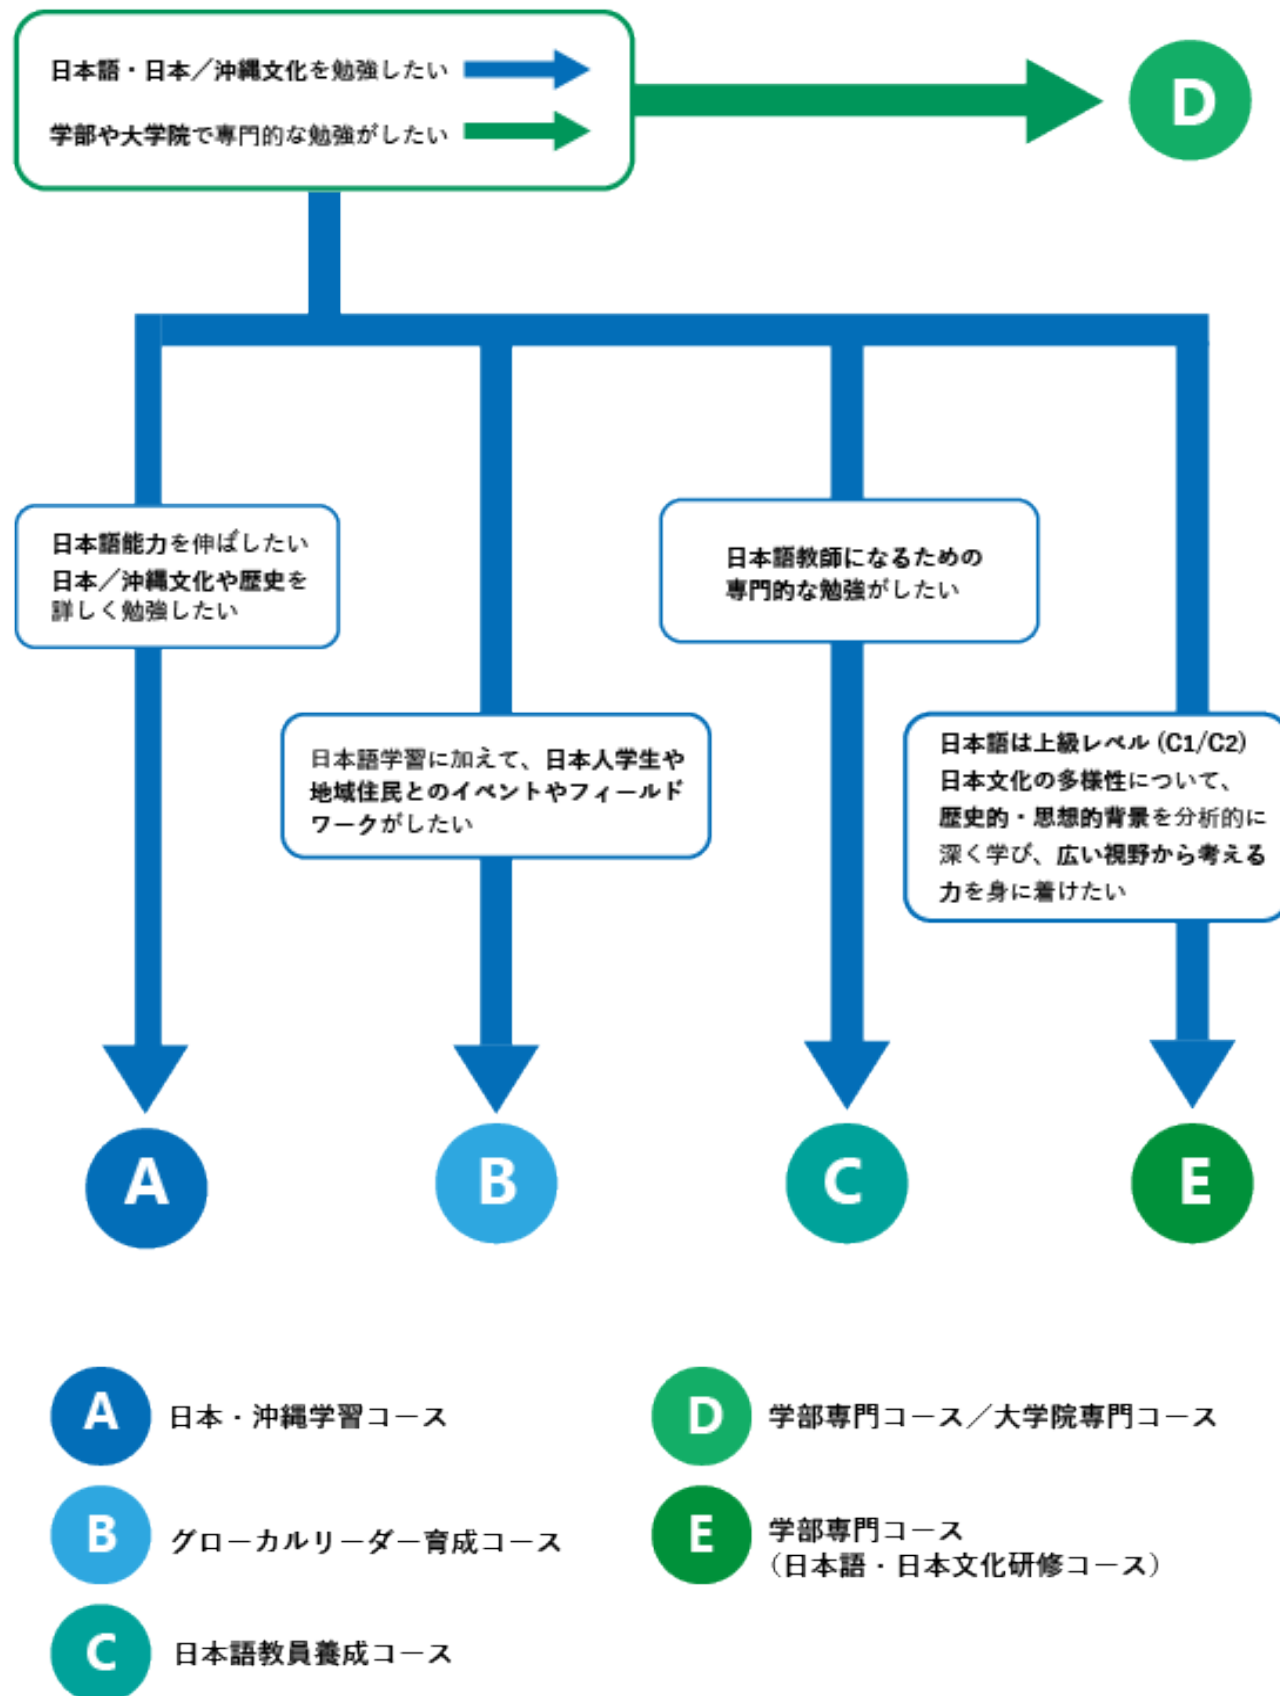 日本語・日本／沖縄文化を勉強したい
学部や大学院で専門的な勉強がしたい
D
日本語能力を伸ばしたい
日本／沖縄文化や歴史を
詳しく勉強したい
日本語学習に加えて、日本人学生や
地域住民とのイベントやフィールド
ワークがしたい
日本語教師になるための
専門的な勉強がしたい
日本語は上級レベル (C1/C2)
日本文化の多様性について、
歴史的・思想的背景を分析的に
深く学び、広い視野から考える
力を身に着けたい
A
B
C
E
A
日本・沖縄学習コース
B
グローカルリーダー育成コース
C
日本語教員養成コース
D
学部専門コース／大学院専門コース
E
学部専門コース
（日本語・日本文化研修コース）